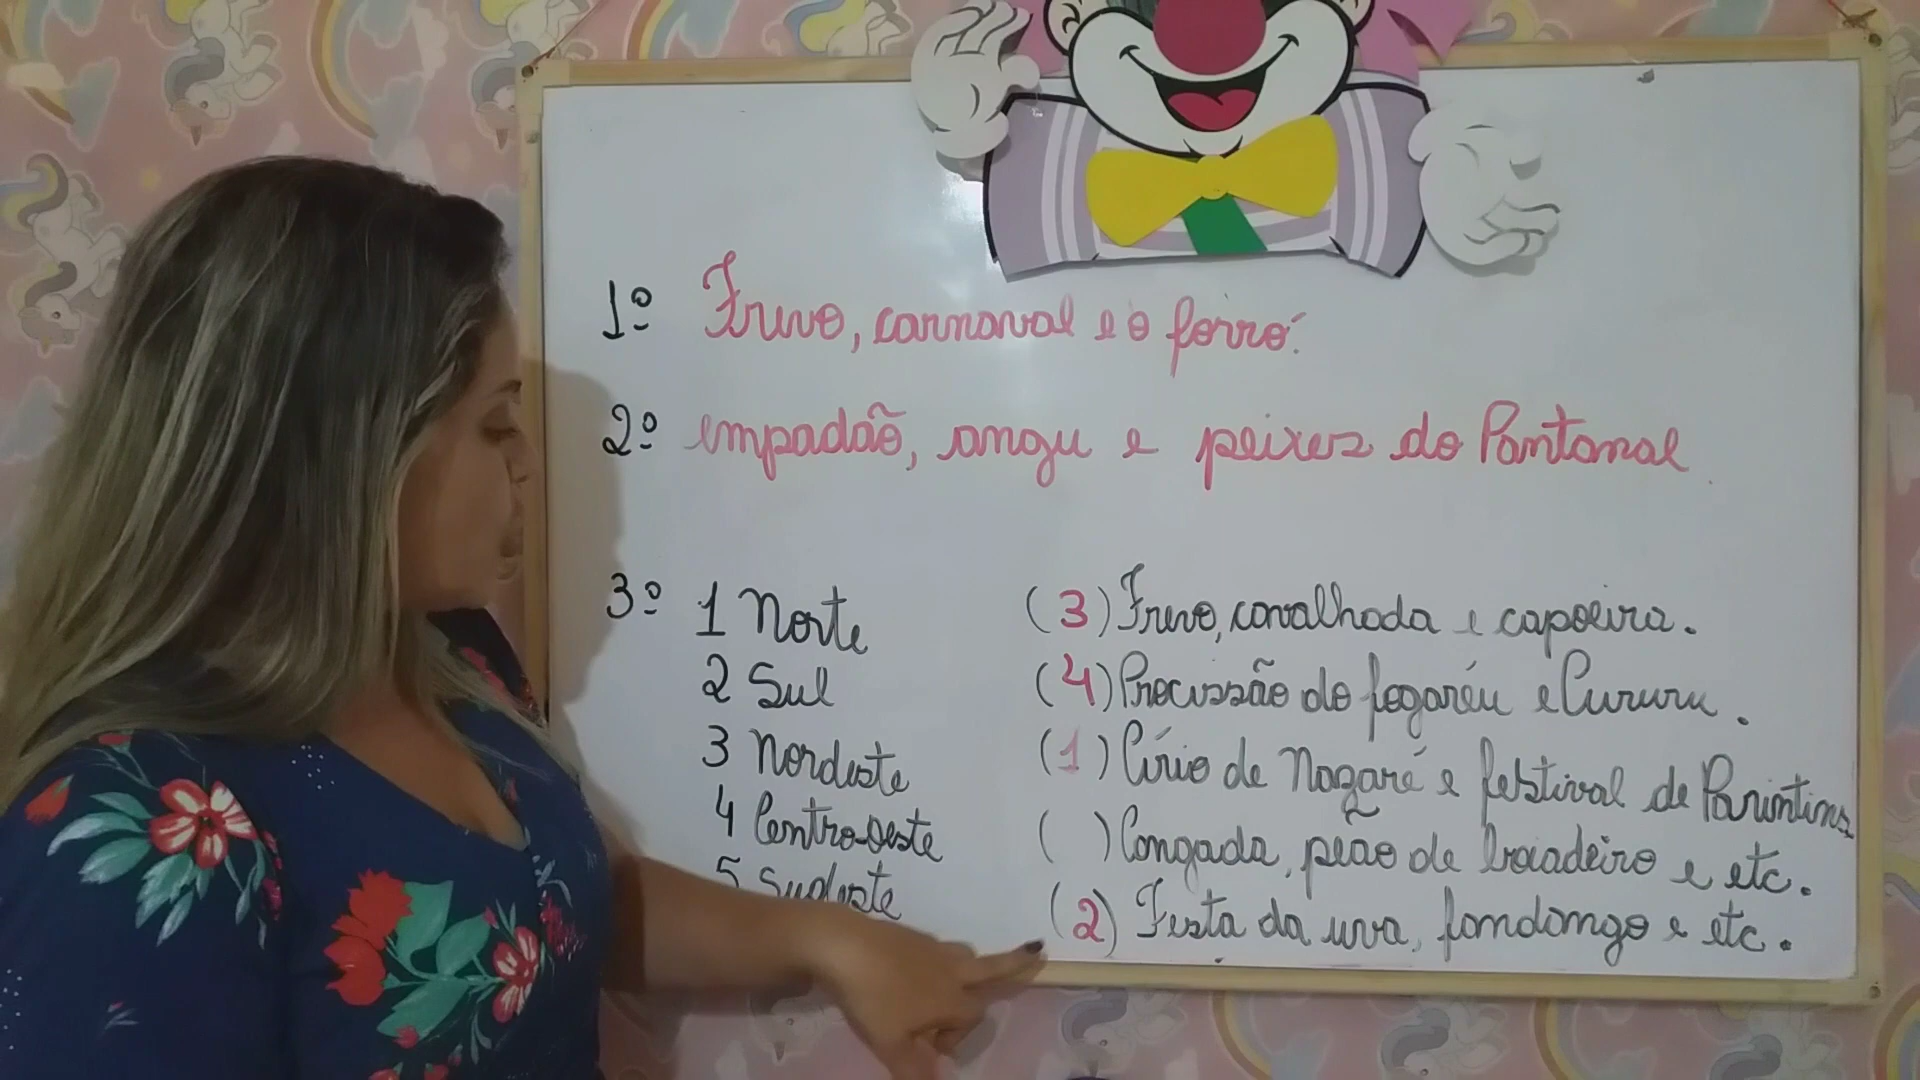 1º Frevo, carnaval e o forró.
2º empadão, angu e peixes do Pantanal
3º 1 Norte (3) Frevo, cavalhada e capoeira.
2 Sul (4) Procissão do fogaréu e Cururu.
3 Nordeste (1) Círio de Nazaré e festival de Parintins
4 Centro-oeste ( ) Congada, peão de boiadeiro e etc.
5 Sudeste (2) Festa da uva, fandango e etc.